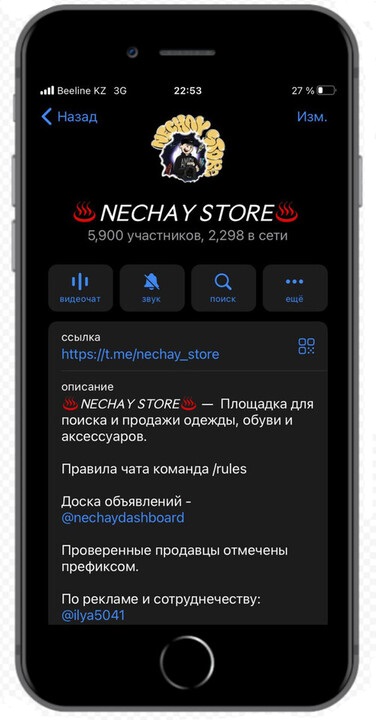 Beeline KZ 3G 22:53 27 %
Назад Изм.
NECHAY STORE
♨️NECHAY STORE♨️
5,900 участников, 2,298 в сети
видеочат звук поиск ещё
ссылка
https://t.me/nechay_store
описание
♨️NECHAY STORE♨️ — Площадка для
поиска и продажи одежды, обуви и
аксессуаров.
Правила чата команда /rules
Доска объявлений -
@nechaydashboard
Проверенные продавцы отмечены
префиксом.
По рекламе и сотруднечеству:
@ilya5041